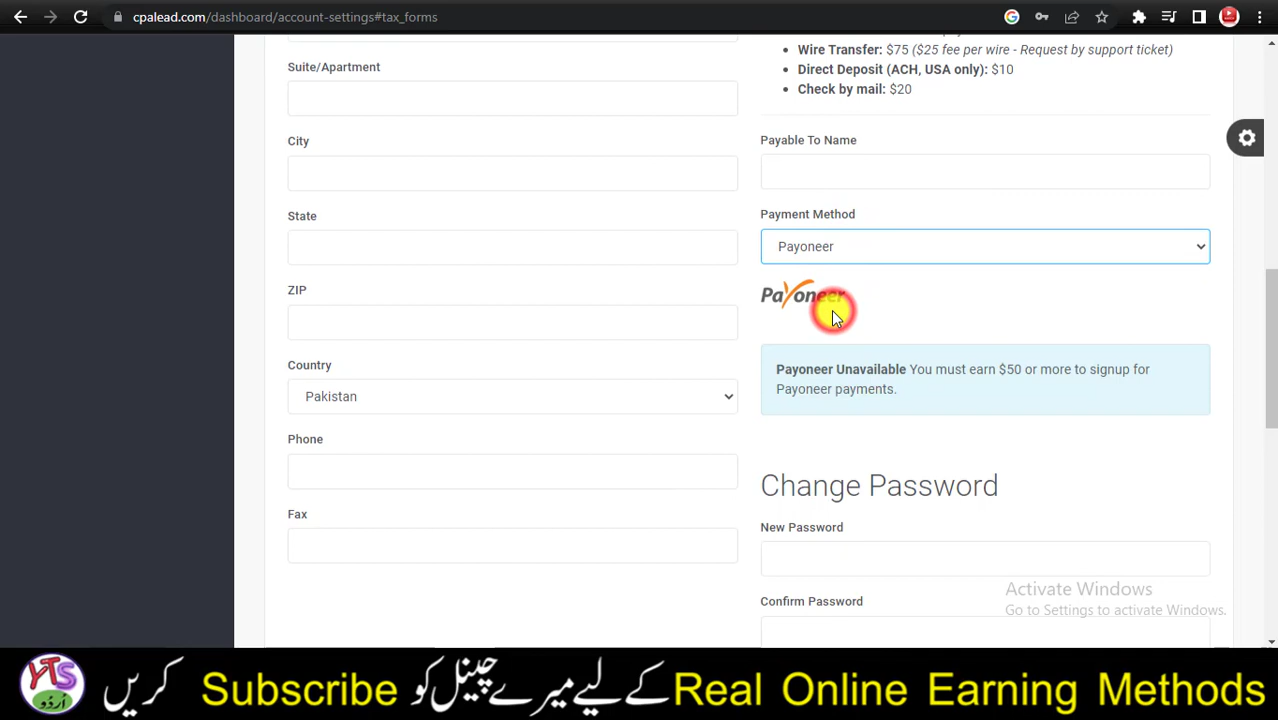 cpalead.com/dashboard/account-settings#tax_forms
Wire Transfer: $75 ($25 fee per wire - Request by support ticket)
Direct Deposit (ACH, USA only): $10
Check by mail: $20
Suite/Apartment
City
State
ZIP
Country
Pakistan
Phone
Fax
Payable To Name
Payment Method
Payoneer
Payoneer
Payoneer Unavailable You must earn $50 or more to signup for
Payoneer payments.
Change Password
New Password
Confirm Password
Activate Windows
Go to Settings to activate Windows.
YTS اردو
Real Online Earning Methods کے لیے میرے چینل کو Subscribe کریں